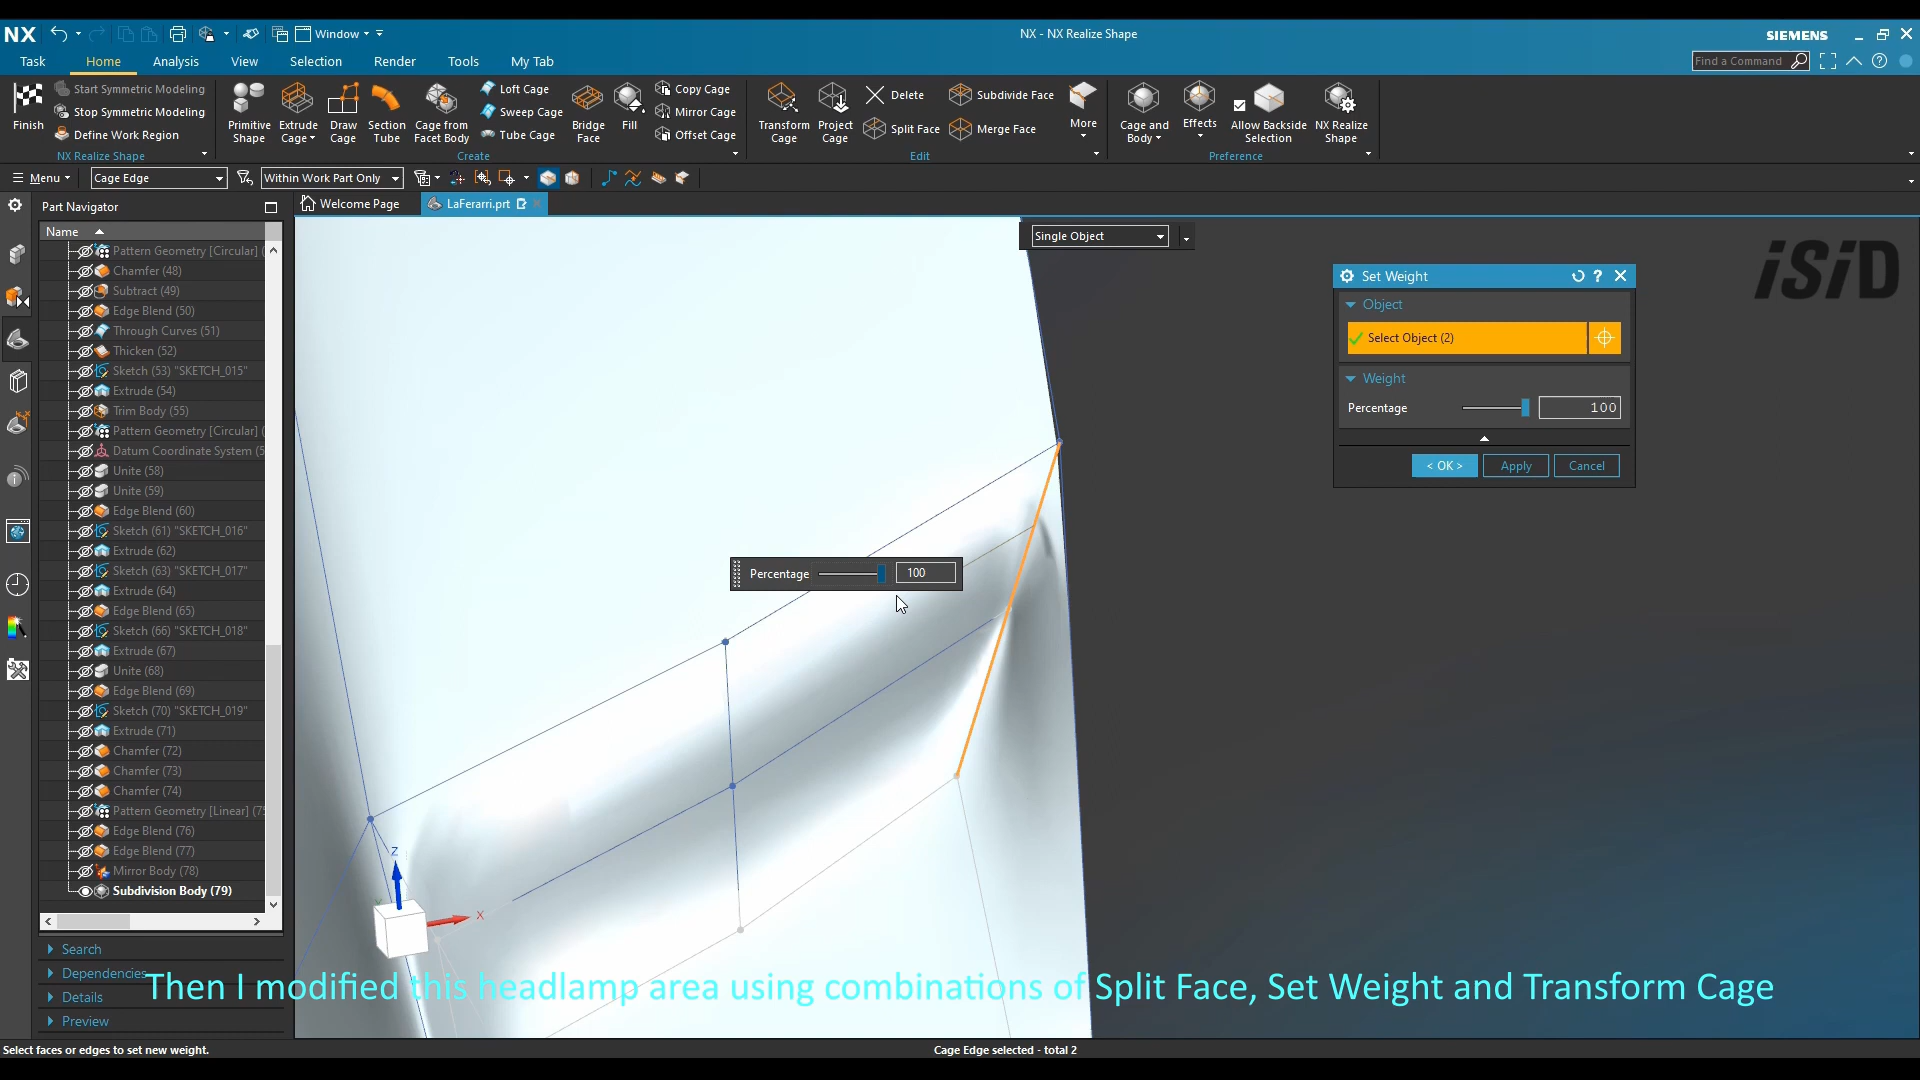 NX
Window
NX - NX Realize Shape
SIEMENS
Task Home Analysis View Selection Render Tools My Tab
Find a Command
Finish
Start Symmetric Modeling
Stop Symmetric Modeling
Define Work Region
NX Realize Shape
Primitive Shape
Extrude Cage
Draw Cage
Section Tube
Cage from Facet Body
Loft Cage
Sweep Cage
Tube Cage
Bridge Face
Fill
Copy Cage
Mirror Cage
Offset Cage
Create
Transform Cage
Project Cage
Delete
Split Face
Subdivide Face
Merge Face
More
Edit
Cage and Body
Effects
Allow Backside Selection
NX Realize Shape
Preference
Menu
Cage Edge
Within Work Part Only
Part Navigator
Welcome Page
LaFerarri.prt
Name
Pattern Geometry [Circular] (
Chamfer (48)
Subtract (49)
Edge Blend (50)
Through Curves (51)
Thicken (52)
Sketch (53) "SKETCH_015"
Extrude (54)
Trim Body (55)
Pattern Geometry [Circular] (
Datum Coordinate System (5
Unite (58)
Unite (59)
Edge Blend (60)
Sketch (61) "SKETCH_016"
Extrude (62)
Sketch (63) "SKETCH_017"
Extrude (64)
Edge Blend (65)
Sketch (66) "SKETCH_018"
Extrude (67)
Unite (68)
Edge Blend (69)
Sketch (70) "SKETCH_019"
Extrude (71)
Chamfer (72)
Chamfer (73)
Chamfer (74)
Pattern Geometry [Linear] (75
Edge Blend (76)
Edge Blend (77)
Mirror Body (78)
Subdivision Body (79)
Search
Dependencies
Details
Preview
Single Object
iSiD
Set Weight
Object
Select Object (2)
Weight
Percentage 100
< OK > Apply Cancel
Percentage 100
Z
X
Then I modified this headlamp area using combinations of Split Face, Set Weight and Transform Cage
Select faces or edges to set new weight.
Cage Edge selected - total 2